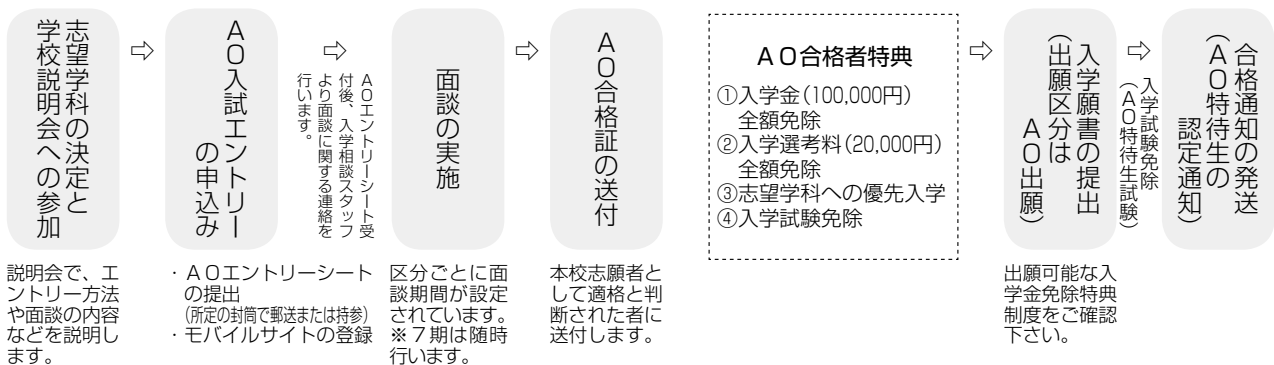 志望学科の決定と
学校説明会への参加
⇨
ＡＯ入試エントリー
の申込み
⇨
ＡＯエントリーシート受
付後、入学相談スタッフ
より面談に関する連絡を
行います。
面談の実施
⇨
ＡＯ合格証の送付
ＡＯ合格者特典
①入学金（100,000円）
全額免除
②入学選考料（20,000円）
全額免除
③志望学科への優先入学
④入学試験免除
⇨
入学願書の提出
（出願区分は
ＡＯ出願）
⇨
入学試験免除
（ＡＯ特待生試験）
合格通知の発送
（ＡＯ特待生の
認定通知）
説明会で、エ
ントリー方法
や面談の内容
などを説明し
ます。
・ＡＯエントリーシート
の提出
（所定の封筒で郵送または持参）
・モバイルサイトの登録
区分ごとに面
談期間が設定
されています。
※７期は随時
行います。
本校志願者と
して適格と判
断された者に
送付します。
出願可能な入
学金免除特典
制度をご確認
下さい。